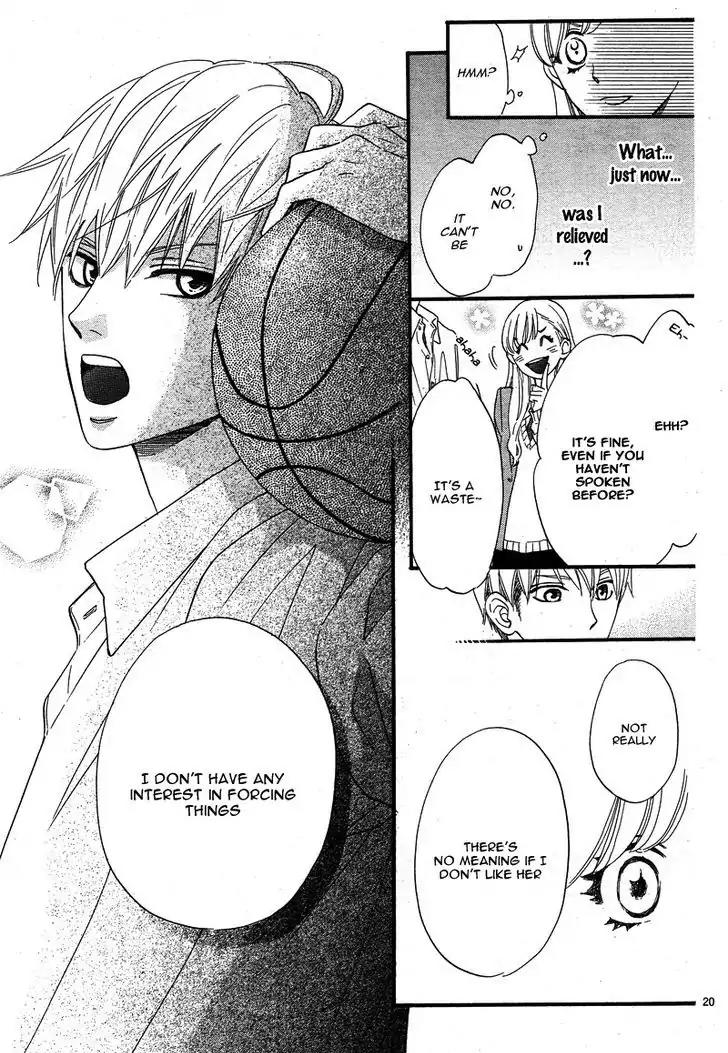 HMM?
What...
just now...
was I
relieved
...?
NO,
NO.
IT
CAN'T
BE
Eh,
EHH?
IT'S FINE,
EVEN IF YOU
HAVEN'T
SPOKEN
BEFORE?
ahaha
IT'S A
WASTE~
NOT
REALLY
THERE'S
NO MEANING IF I
DON'T LIKE HER
I DON'T HAVE ANY
INTEREST IN FORCING
THINGS
20